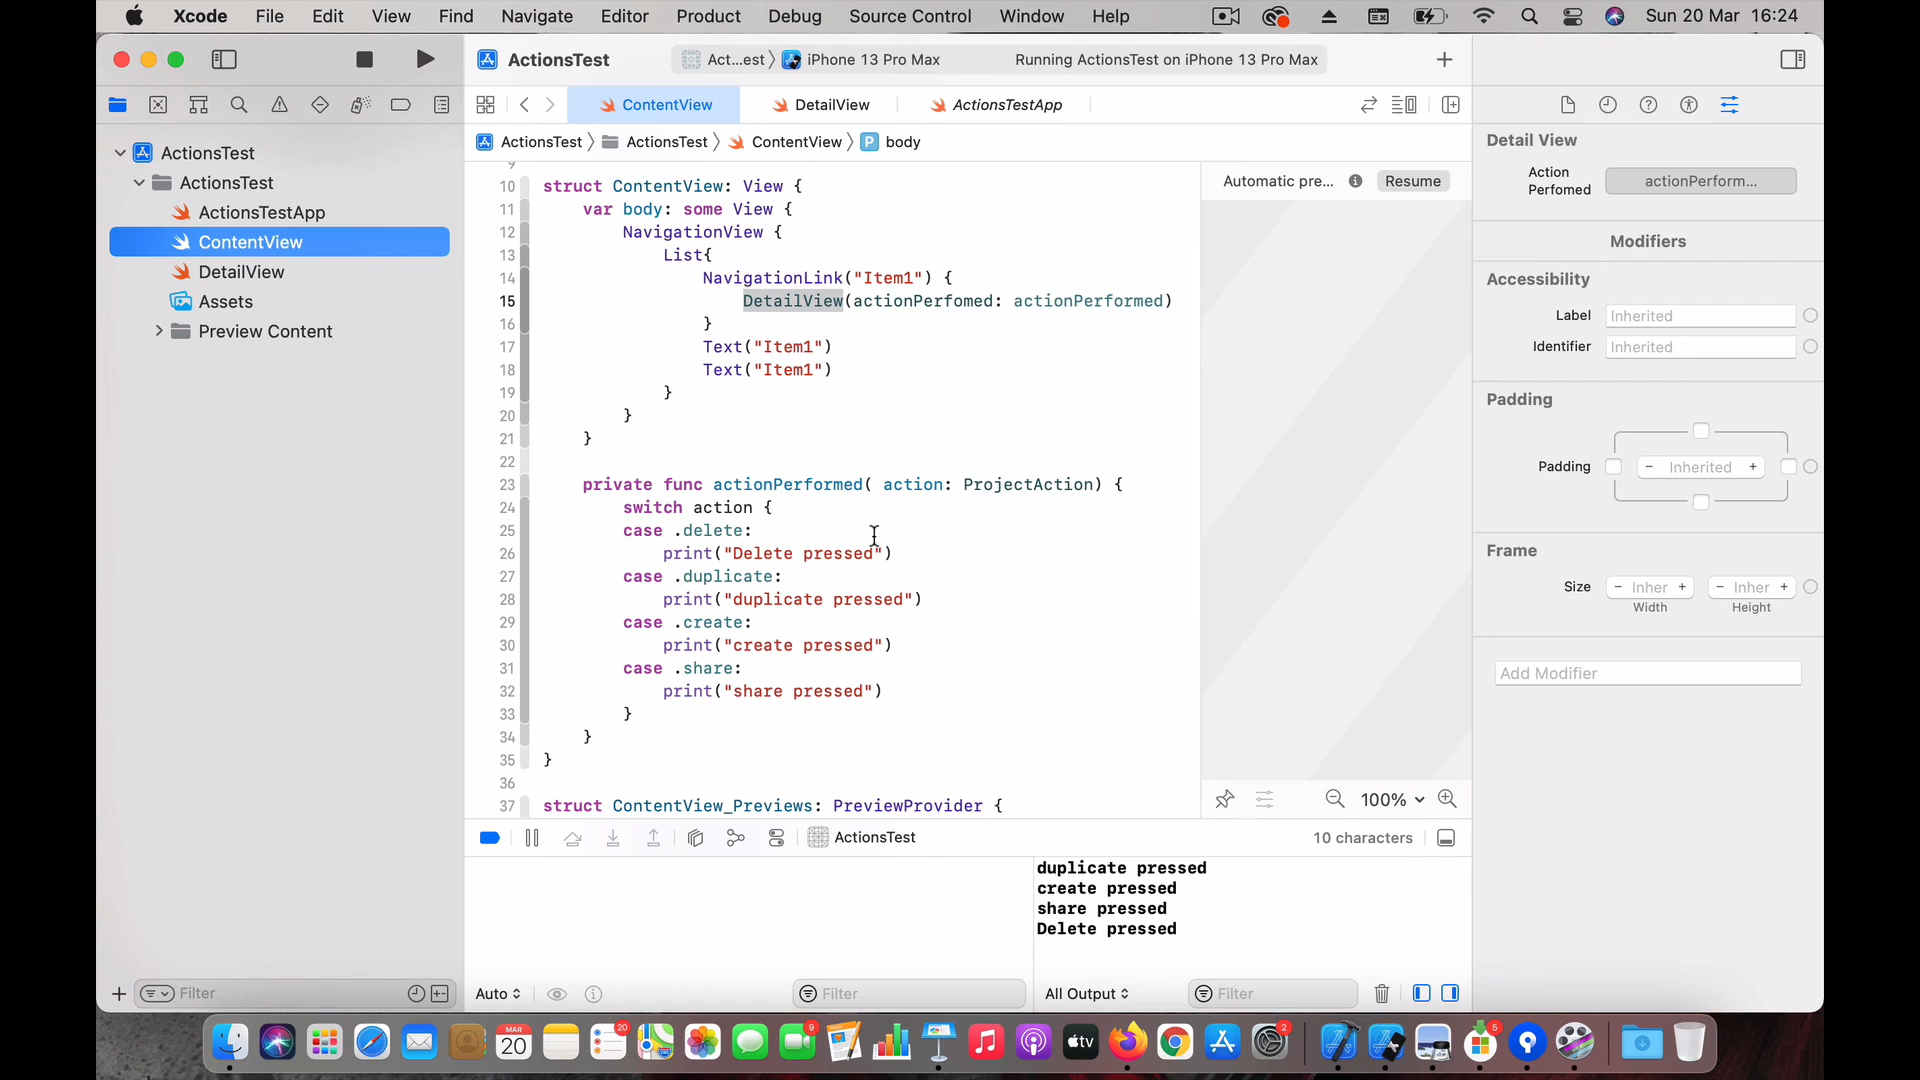 Xcode File Edit View Find Navigate Editor Product Debug Source Control Window Help Sun 20 Mar 16:24
ActionsTest Act...est iPhone 13 Pro Max Running ActionsTest on iPhone 13 Pro Max
ContentView DetailView ActionsTestApp
ActionsTest ActionsTest ContentView P body
ActionsTest
ActionsTest
ActionsTestApp
ContentView
DetailView
Assets
Preview Content
Filter
9
10 struct ContentView: View {
11 var body: some View {
12 NavigationView {
13 List{
14 NavigationLink("Item1") {
15 DetailView(actionPerfomed: actionPerformed)
16 }
17 Text("Item1")
18 Text("Item1")
19 }
20 }
21 }
22
23 private func actionPerformed( action: ProjectAction) {
24 switch action {
25 case .delete:
26 print("Delete pressed")
27 case .duplicate:
28 print("duplicate pressed")
29 case .create:
30 print("create pressed")
31 case .share:
32 print("share pressed")
33 }
34 }
35 }
36
37 struct ContentView_Previews: PreviewProvider {
Automatic pre... Resume
100%
ActionsTest 10 characters
duplicate pressed
create pressed
share pressed
Delete pressed
Auto Filter All Output Filter
Detail View
Action
Perfomed
actionPerform...
Modifiers
Accessibility
Label Inherited
Identifier Inherited
Padding
Padding − Inherited +
Frame
Size − Inher + − Inher +
Width Height
Add Modifier
MAR
20
20
9
tv
2
5